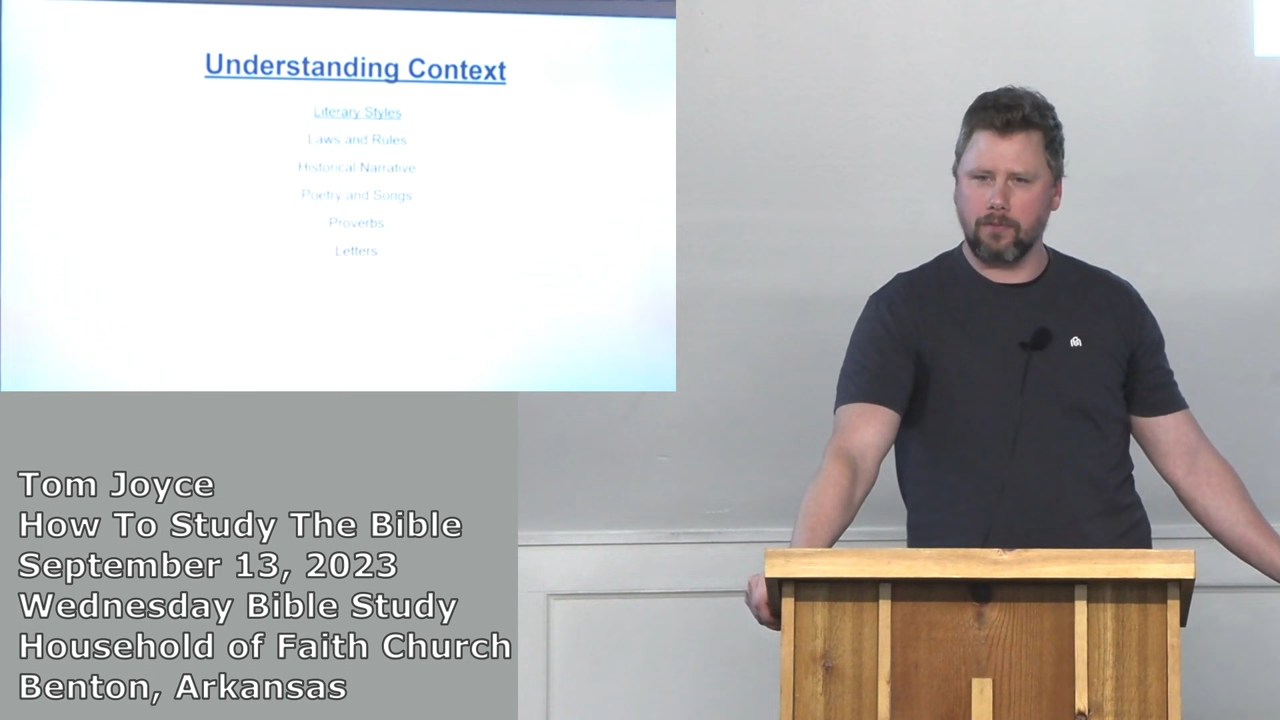 Understanding Context
Literary Styles
Laws and Rules
Historical Narrative
Poetry and Songs
Proverbs
Letters
Tom Joyce
How To Study The Bible
September 13, 2023
Wednesday Bible Study
Household of Faith Church
Benton, Arkansas